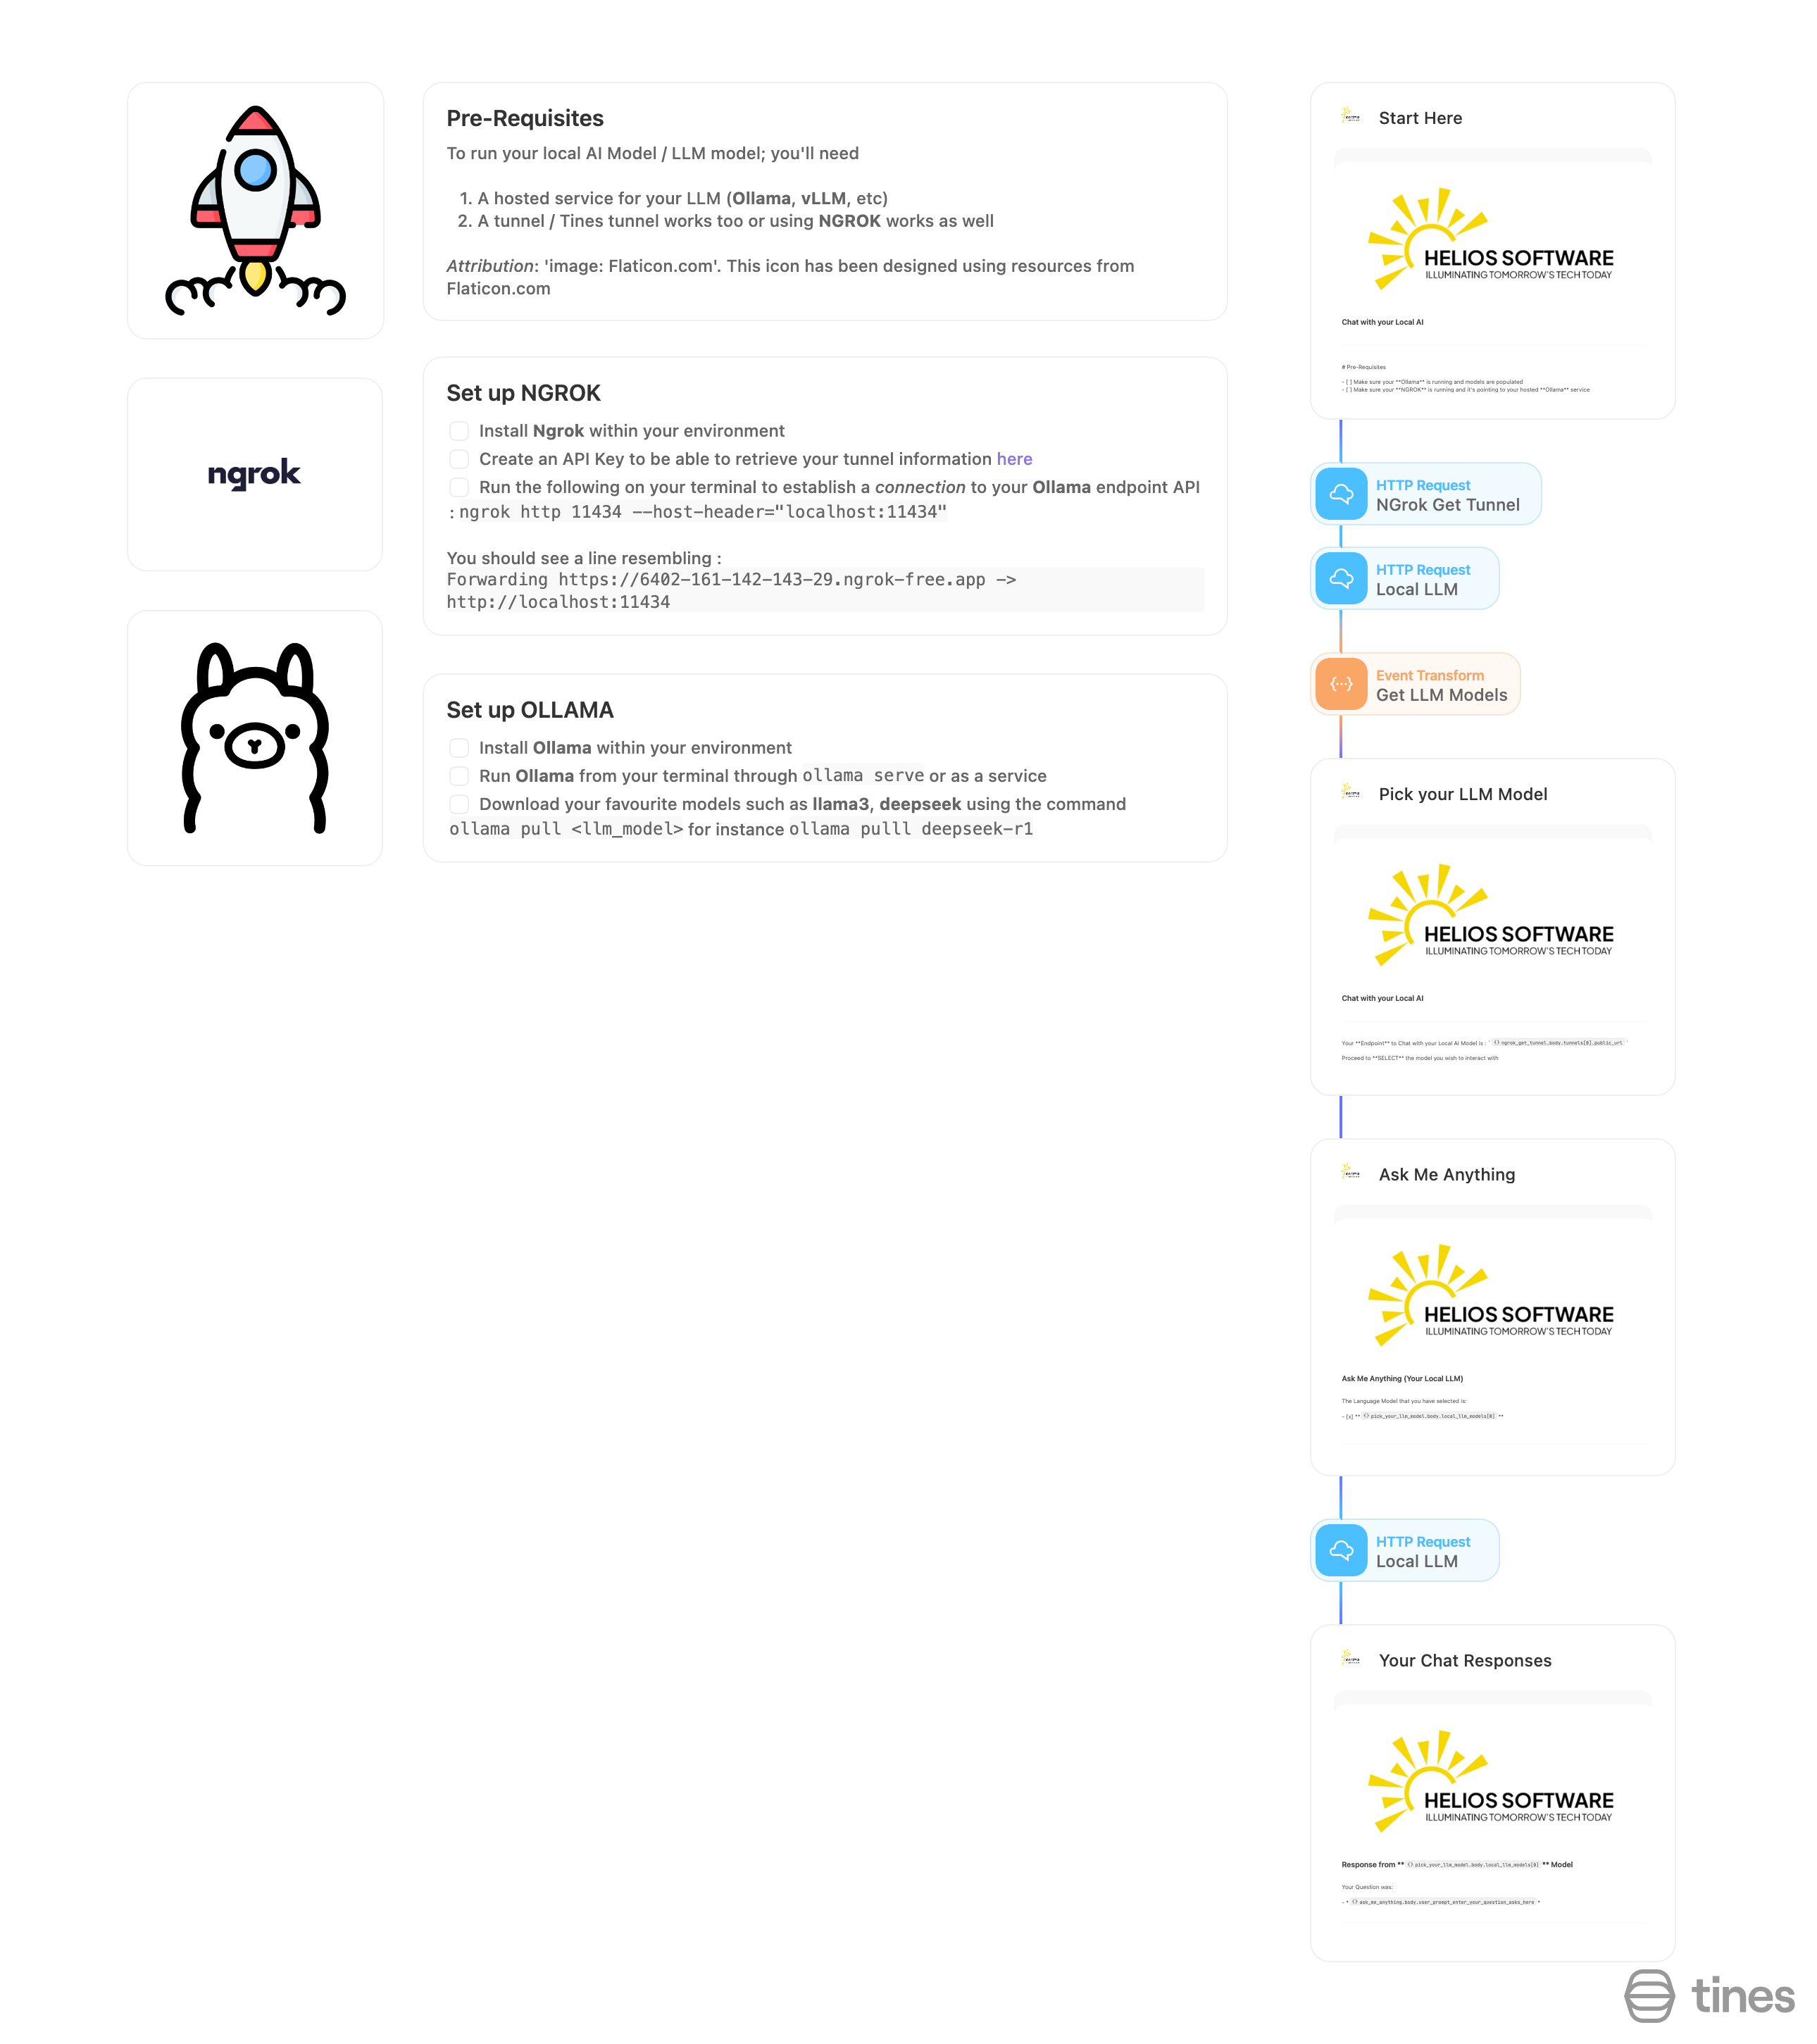 Pre-Requisites
To run your local AI Model / LLM model; you'll need
1. A hosted service for your LLM (Ollama, vLLM, etc)
2. A tunnel / Tines tunnel works too or using NGROK works as well
Attribution: 'image: Flaticon.com'. This icon has been designed using resources from
Flaticon.com
ngrok
Set up NGROK
Install Ngrok within your environment
Create an API Key to be able to retrieve your tunnel information here
Run the following on your terminal to establish a connection to your Ollama endpoint API
: ngrok http 11434 --host-header="localhost:11434"
You should see a line resembling :
Forwarding https://6402-161-142-143-29.ngrok-free.app ->
http://localhost:11434
Set up OLLAMA
Install Ollama within your environment
Run Ollama from your terminal through ollama serve or as a service
Download your favourite models such as llama3, deepseek using the command
ollama pull <llm_model> for instance ollama pulll deepseek-r1
Start Here
HELIOS SOFTWARE
ILLUMINATING TOMORROW'S TECH TODAY
Chat with your Local AI
# Pre-Requisites
- [ ] Make sure your **Ollama** is running and models are populated
- [ ] Make sure your **NGROK** is running and it's pointing to your hosted **Ollama** service
HTTP Request
NGrok Get Tunnel
HTTP Request
Local LLM
Event Transform
Get LLM Models
Pick your LLM Model
HELIOS SOFTWARE
ILLUMINATING TOMORROW'S TECH TODAY
Chat with your Local AI
Your **Endpoint** to Chat with your Local AI Model is : ` ngrok_get_tunnel.body.tunnels[0].public_url `
Proceed to **SELECT** the model you wish to interact with
Ask Me Anything
HELIOS SOFTWARE
ILLUMINATING TOMORROW'S TECH TODAY
Ask Me Anything (Your Local LLM)
The Language Model that you have selected is:
- [x] ** pick_your_llm_model.body.local_llm_models[0] **
HTTP Request
Local LLM
Your Chat Responses
HELIOS SOFTWARE
ILLUMINATING TOMORROW'S TECH TODAY
Response from ** pick_your_llm_model.body.local_llm_models[0] ** Model
Your Question was:
- * ask_me_anything.body.user_prompt_enter_your_question_asks_here *
tines